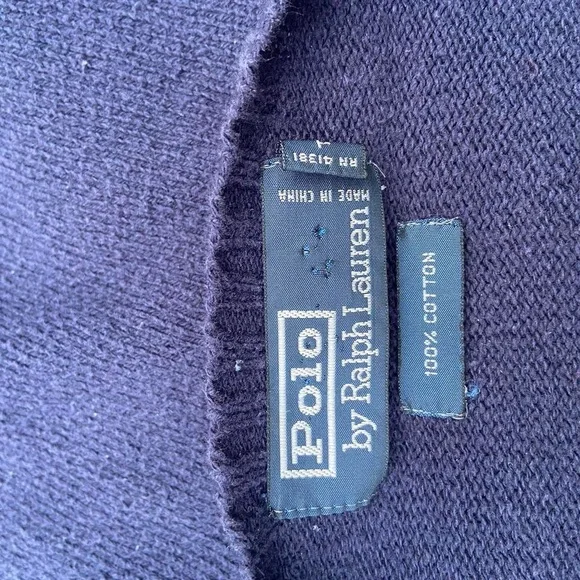 Polo
by Ralph Lauren
MADE IN CHINA
RN 41381
L
100% COTTON